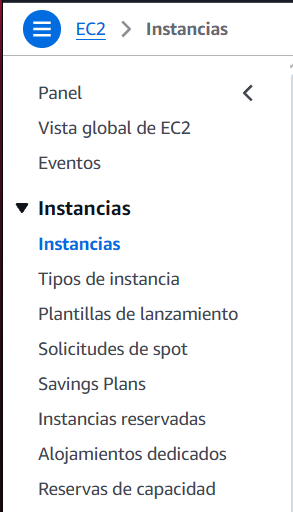 EC2 > Instancias
Panel
Vista global de EC2
Eventos
Instancias
Instancias
Tipos de instancia
Plantillas de lanzamiento
Solicitudes de spot
Savings Plans
Instancias reservadas
Alojamientos dedicados
Reservas de capacidad